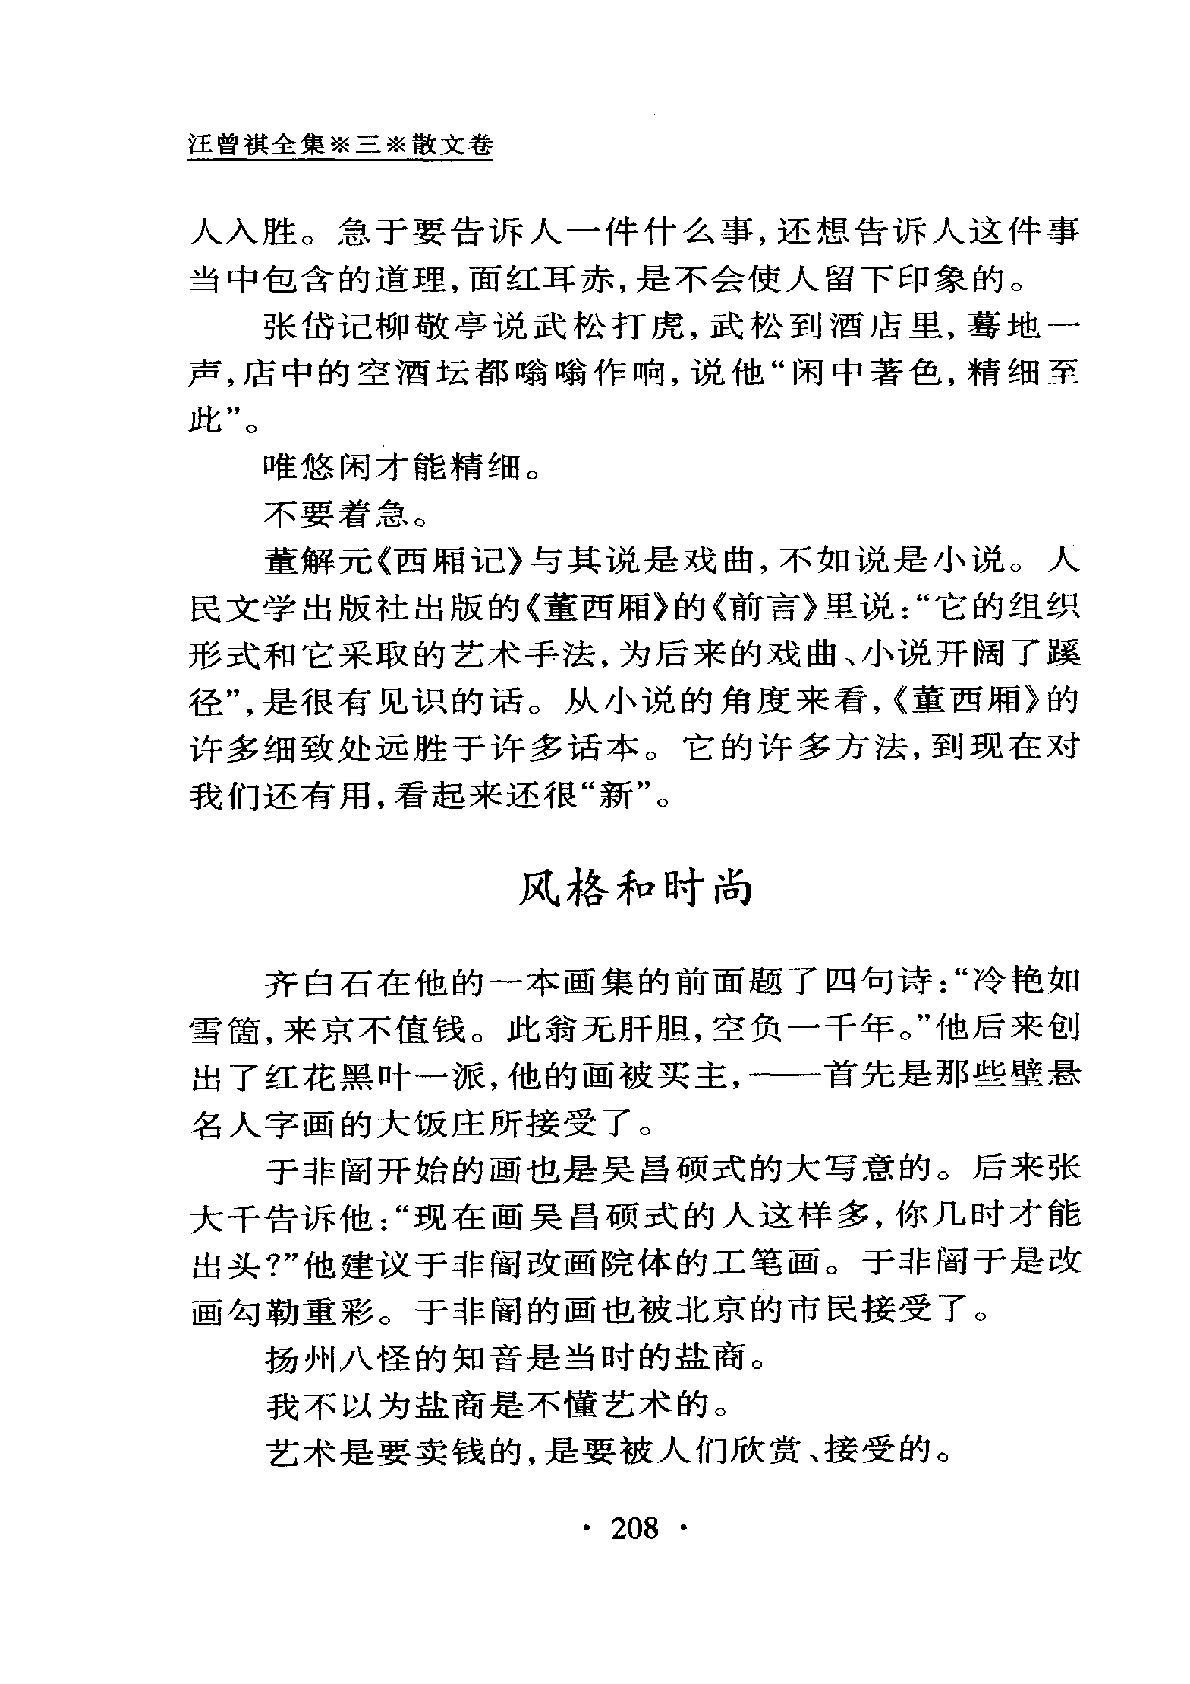 汪曾祺全集※三※散文卷
人入胜。急于要告诉人一件什么事,还想告诉人这件事
当中包含的道理,面红耳赤,是不会使人留下印象的。
张岱记柳敬亭说武松打虎,武松到酒店里,蓦地一
声,店中的空酒坛都嗡嗡作响,说他“闲中著色,精细至
此”。
唯悠闲才能精细。
不要着急。
董解元《西厢记》与其说是戏曲,不如说是小说。人
民文学出版社出版的《董西厢》的《前言》里说:“它的组织
形式和它采取的艺术手法,为后来的戏曲、小说开阔了蹊
径”,是很有见识的话。从小说的角度来看,《董西厢》的
许多细致处远胜于许多话本。它的许多方法,到现在对
我们还有用,看起来还很“新”。
风格和时尚
齐白石在他的一本画集的前面题了四句诗:“冷艳如
雪箇,来京不值钱。此翁无肝胆,空负一千年。”他后来创
出了红花黑叶一派,他的画被买主,——首先是那些壁悬
名人字画的大饭庄所接受了。
于非闇开始的画也是吴昌硕式的大写意的。后来张
大千告诉他:“现在画吴昌硕式的人这样多,你几时才能
出头?”他建议于非闇改画院体的工笔画。于非闇于是改
画勾勒重彩。于非闇的画也被北京的市民接受了。
扬州八怪的知音是当时的盐商。
我不以为盐商是不懂艺术的。
艺术是要卖钱的,是要被人们欣赏、接受的。
· 208 ·